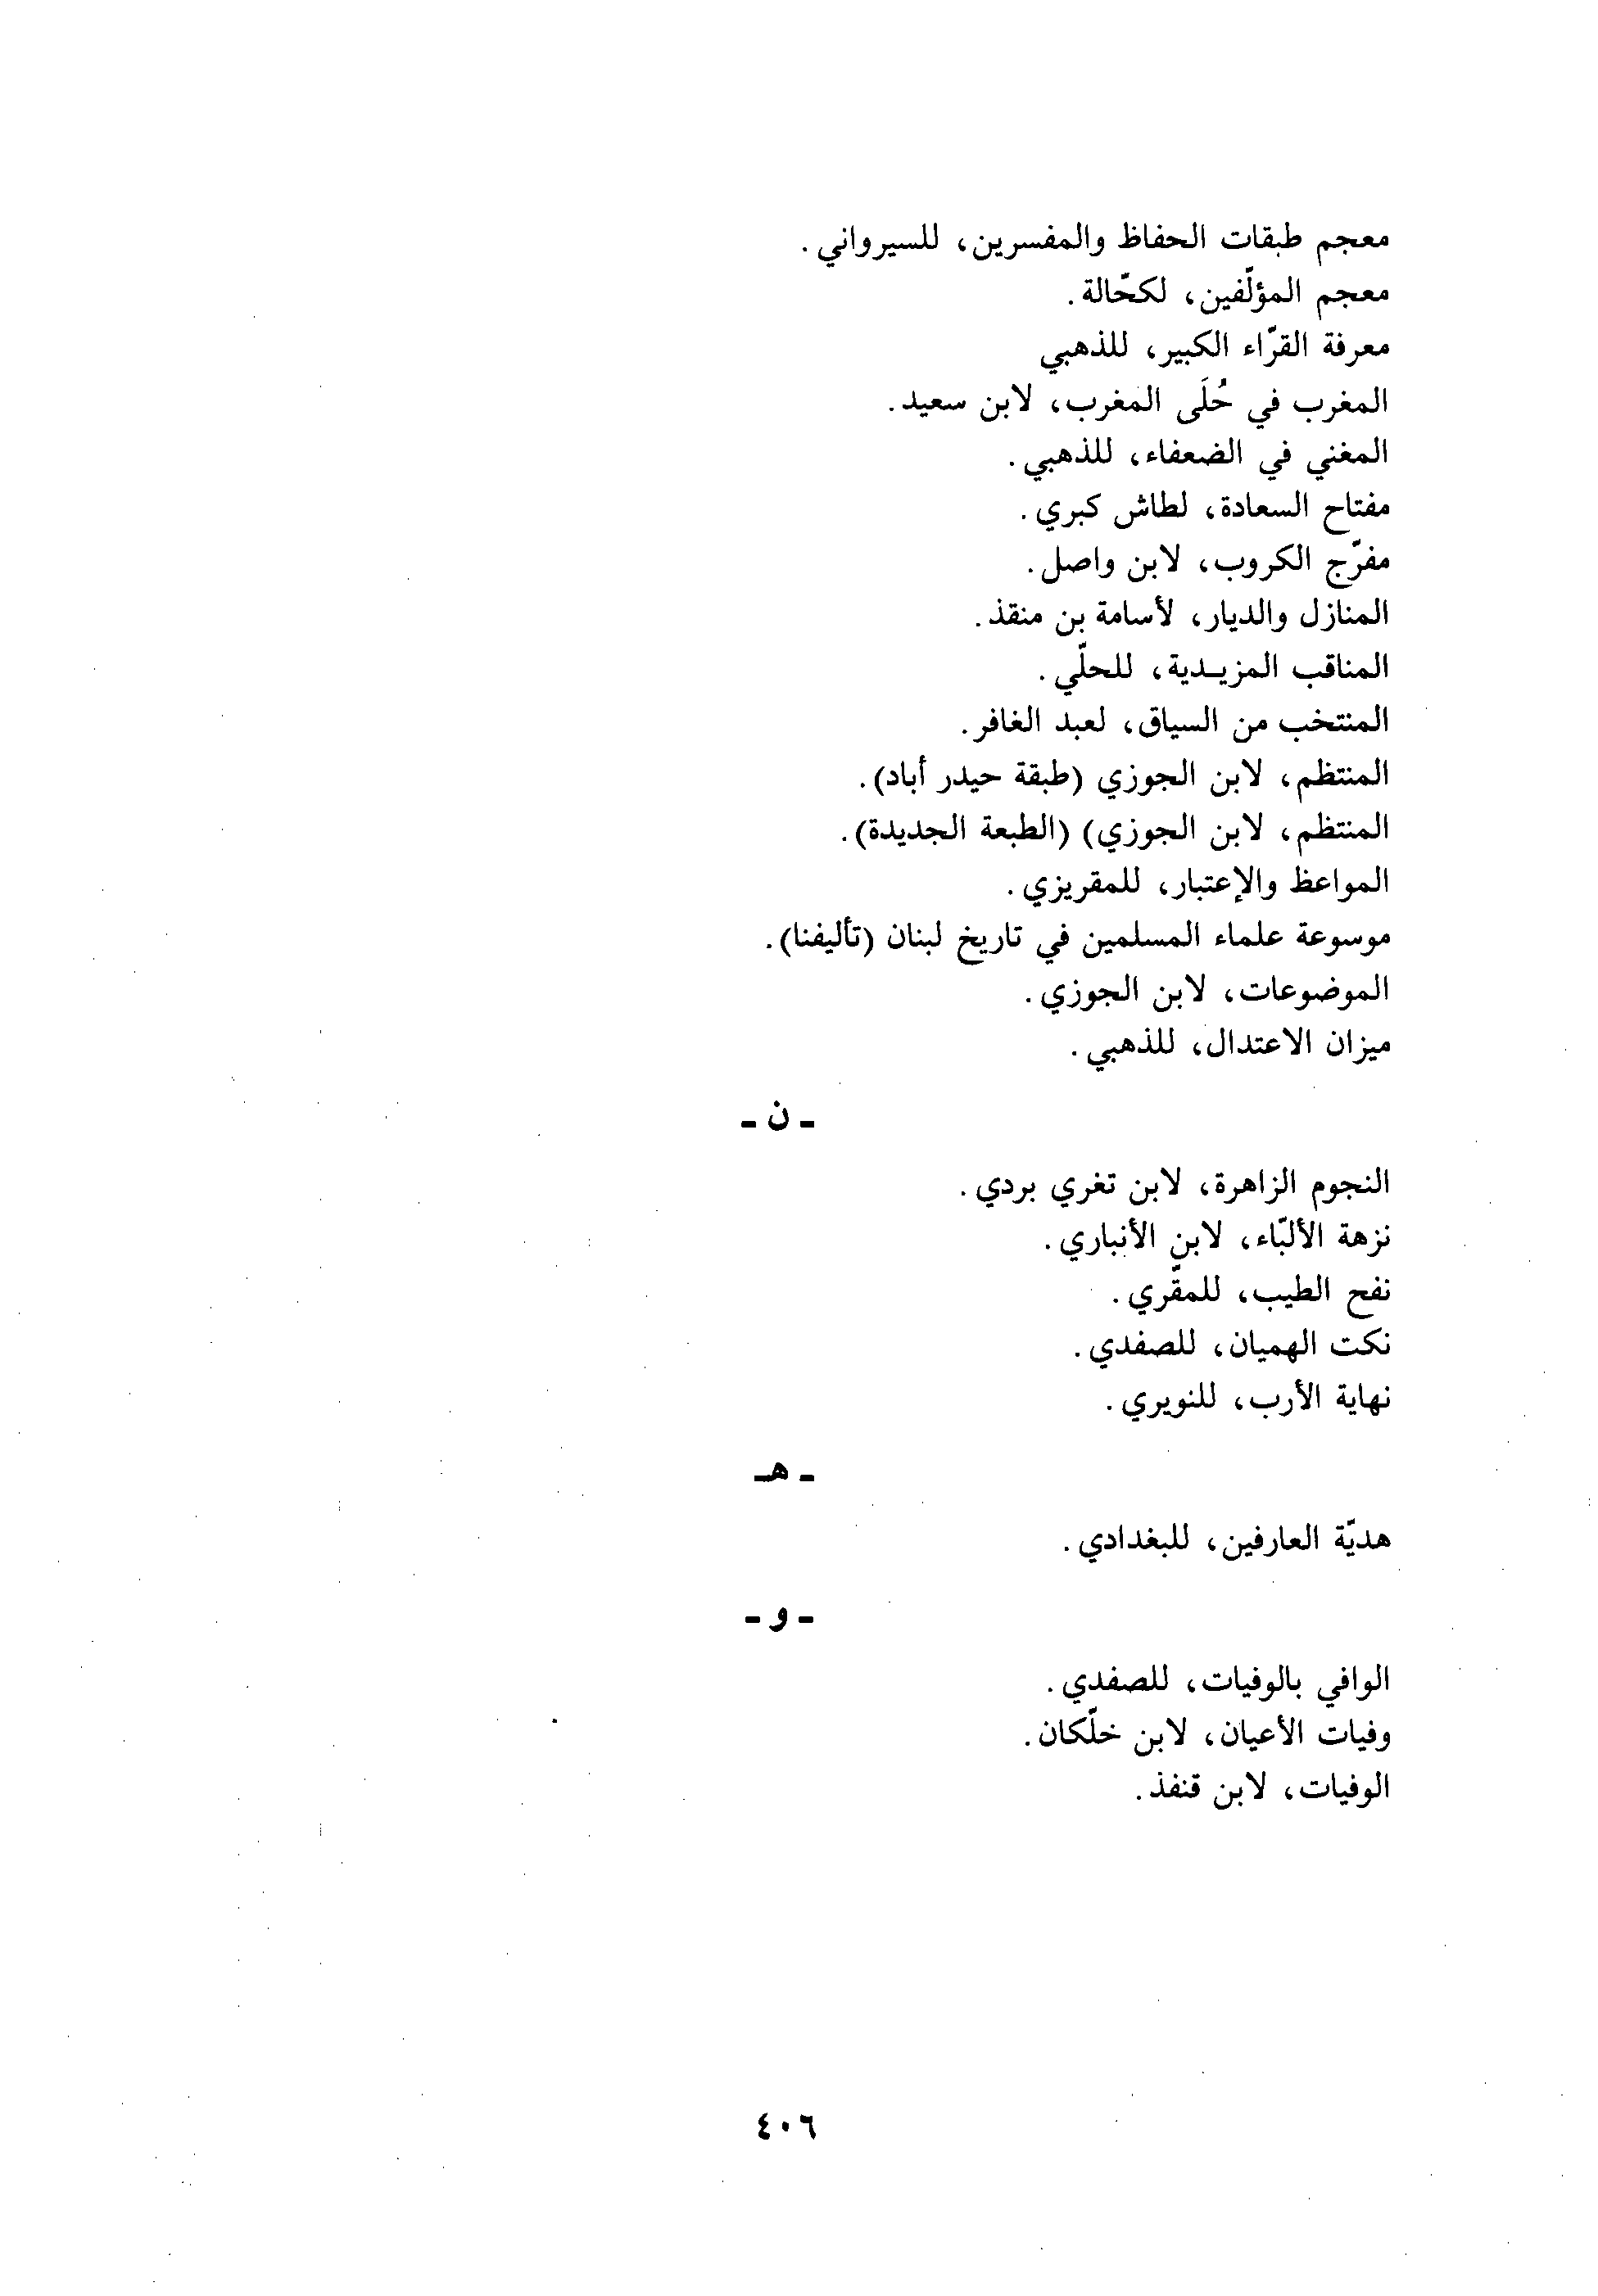 معجم طبقات الحفاظ والمفسرين، للسيرواني.
معجم المؤلّفين، لكحّالة.
معرفة القرّاء الكبير، للذهبي
المغرب في حُلَى المغرب، لابن سعيد.
المغني في الضعفاء، للذهبي.
مفتاح السعادة، لطاش كبري.
مفرّج الكروب، لابن واصل.
المنازل والديار، لأسامة بن منقذ.
المناقب المزيـدية، للحلّي.
المنتخب من السياق، لعبد الغافر.
المنتظم، لابن الجوزي (طبقة حيدر أباد).
المنتظم، لابن الجوزي) (الطبعة الجديدة).
المواعظ والإعتبار، للمقريزي.
موسوعة علماء المسلمين في تاريخ لبنان (تأليفنا).
الموضوعات، لابن الجوزي.
ميزان الاعتدال، للذهبي.
ـ ن ـ
النجوم الزاهرة، لابن تغري بردي.
نزهة الألبّاء، لابن الأنباري.
نفح الطيب، للمقّري.
نكت الهميان، للصفدي.
نهاية الأرب، للنويري.
ـ هـ
هديّة العارفين، للبغدادي.
ـ و ـ
الوافي بالوفيات، للصفدي.
وفيات الأعيان، لابن خلّكان.
الوفيات، لابن قنفذ.
٤٠٦